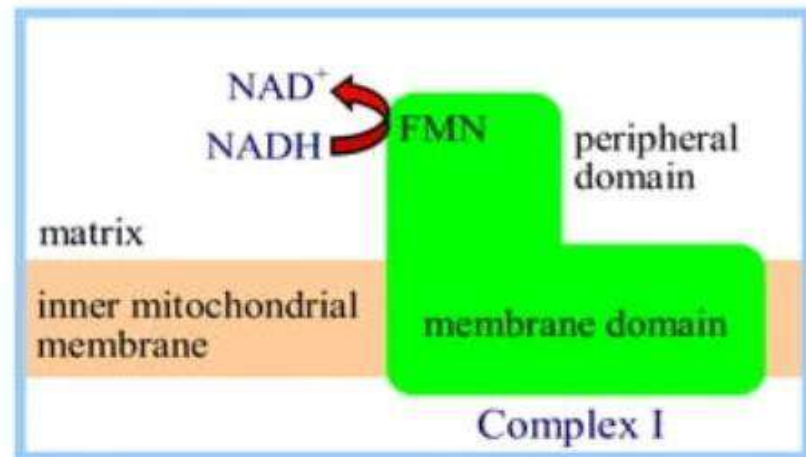 NAD⁺
NADH
FMN
peripheral
domain
matrix
inner mitochondrial
membrane
membrane domain
Complex I